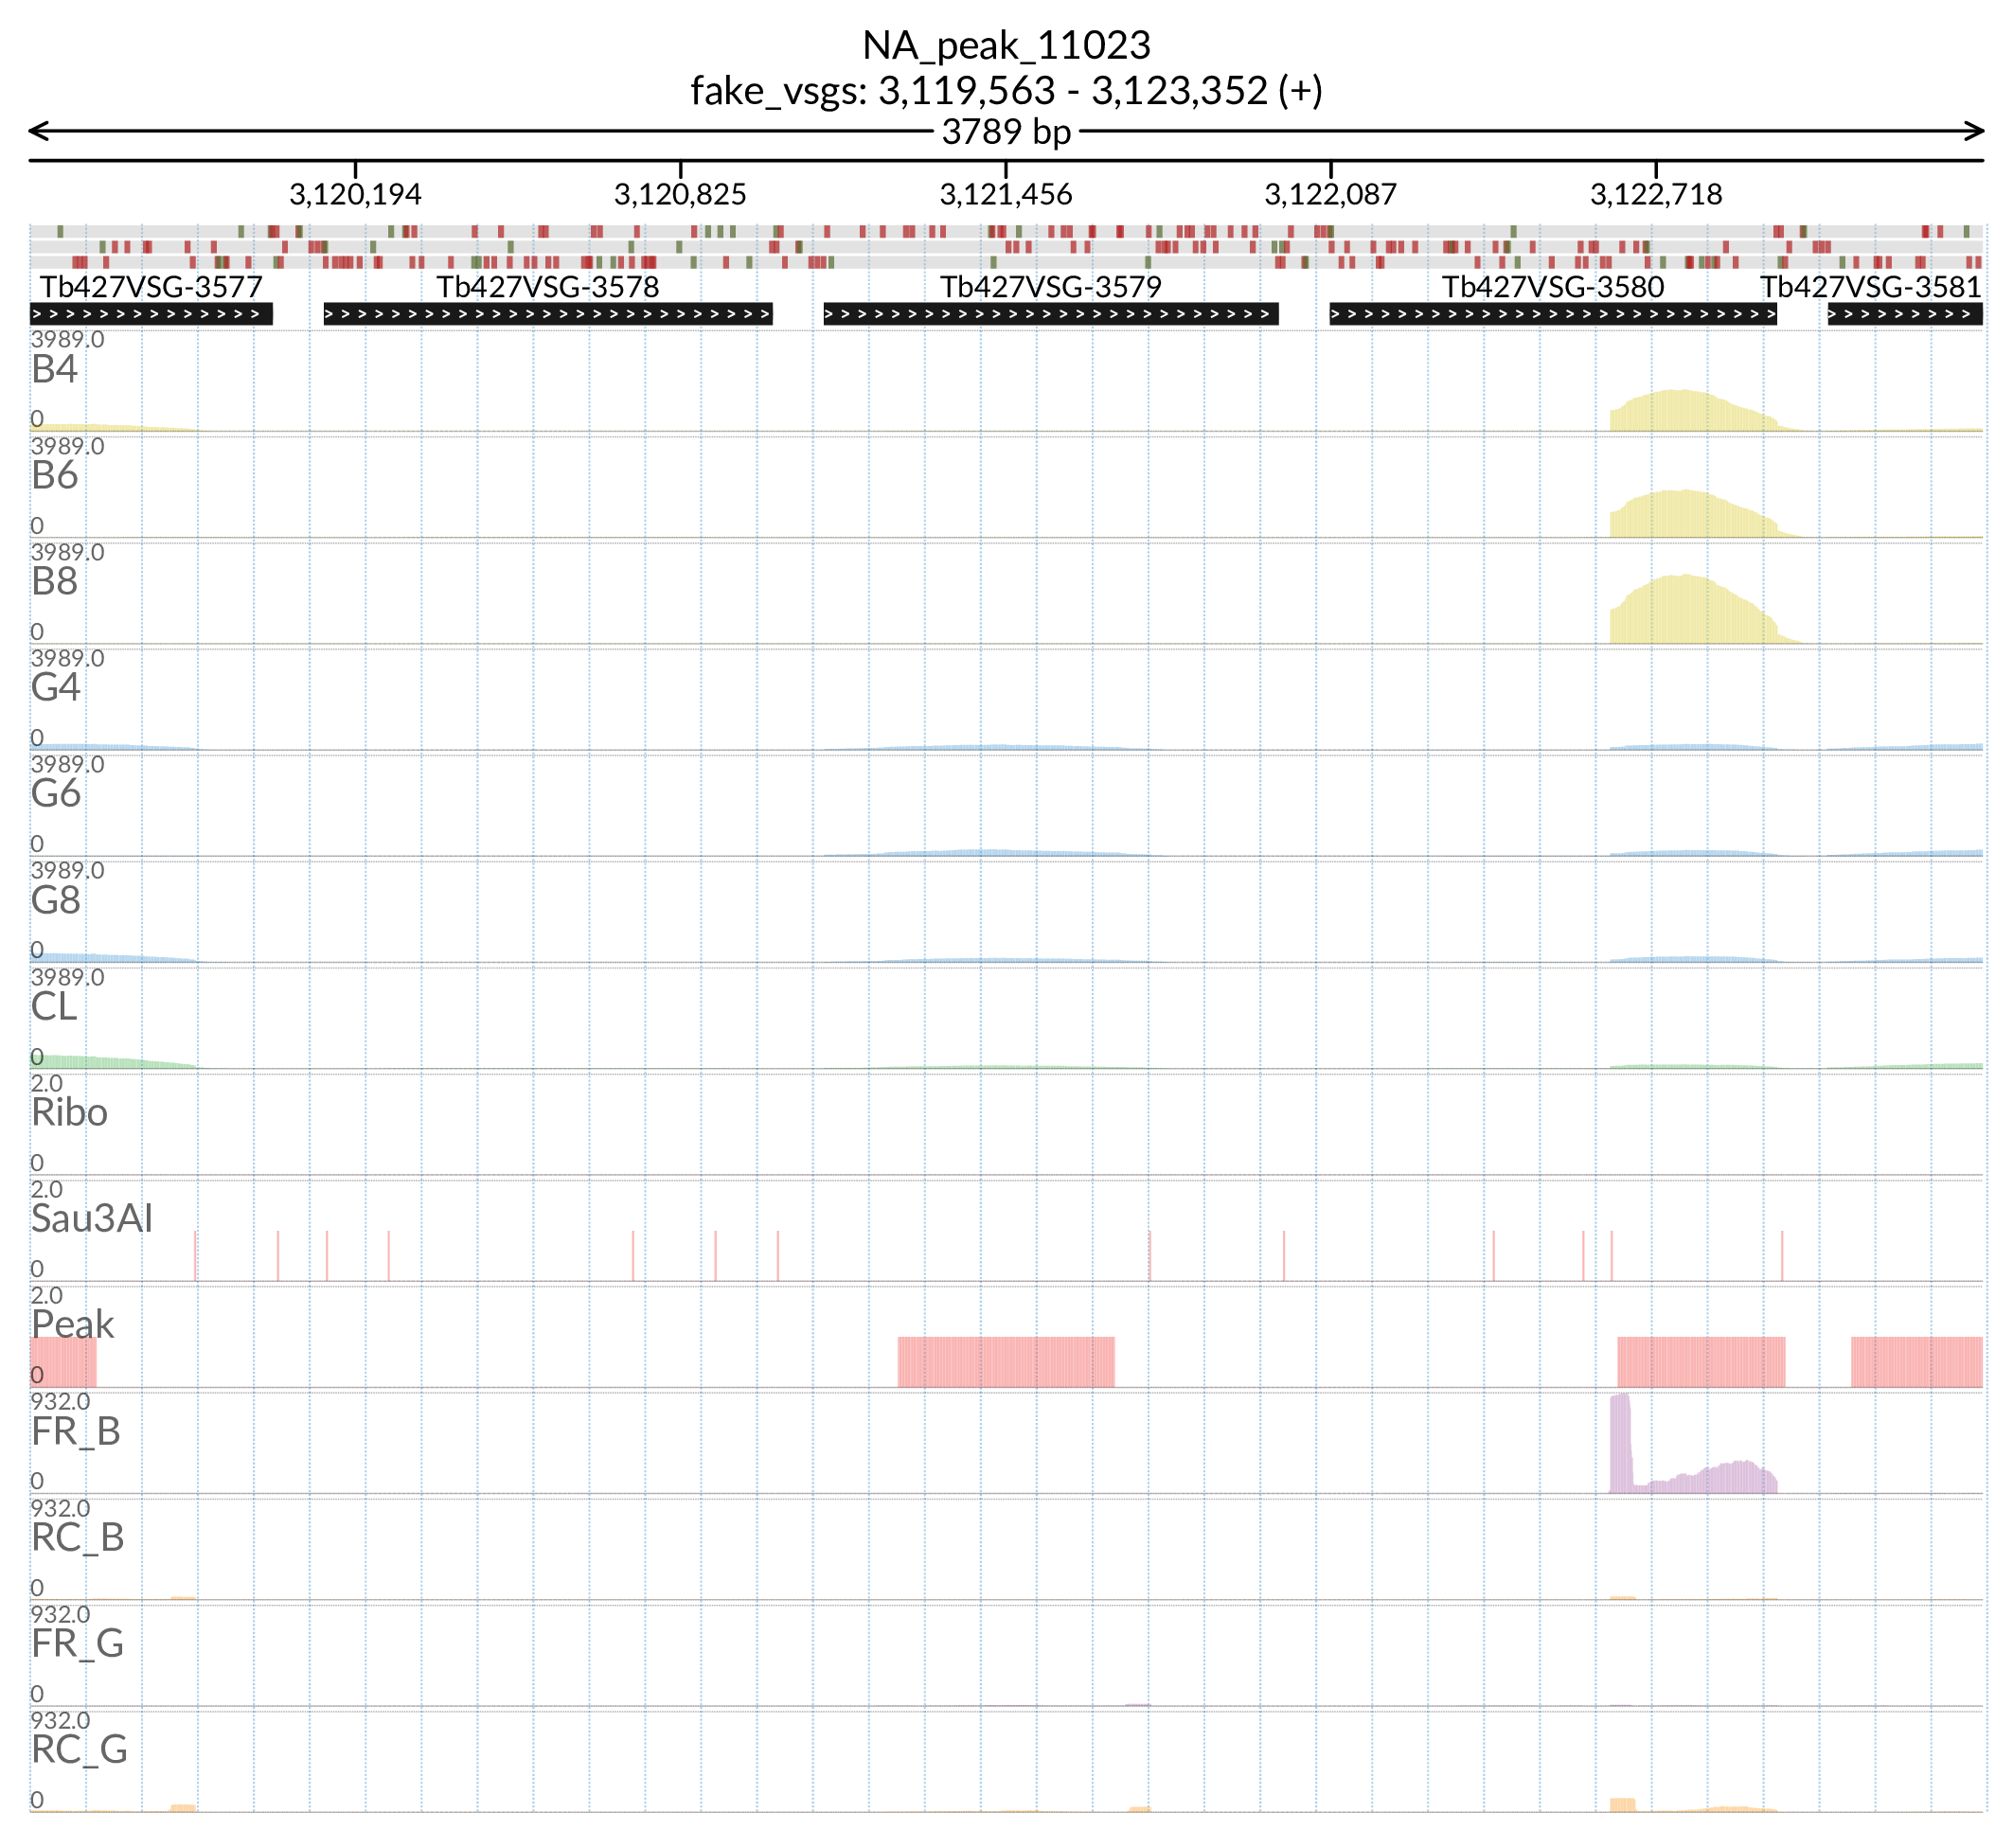 NA_peak_11023
fake_vsgs: 3,119,563 - 3,123,352 (+)
3789 bp
3,120,194 3,120,825 3,121,456 3,122,087 3,122,718
Tb427VSG-3577 Tb427VSG-3578 Tb427VSG-3579 Tb427VSG-3580 Tb427VSG-3581
3989.0
B4
0
3989.0
B6
0
3989.0
B8
0
3989.0
G4
0
3989.0
G6
0
3989.0
G8
0
3989.0
CL
0
2.0
Ribo
0
2.0
Sau3AI
0
2.0
Peak
0
932.0
FR_B
0
932.0
RC_B
0
932.0
FR_G
0
932.0
RC_G
0